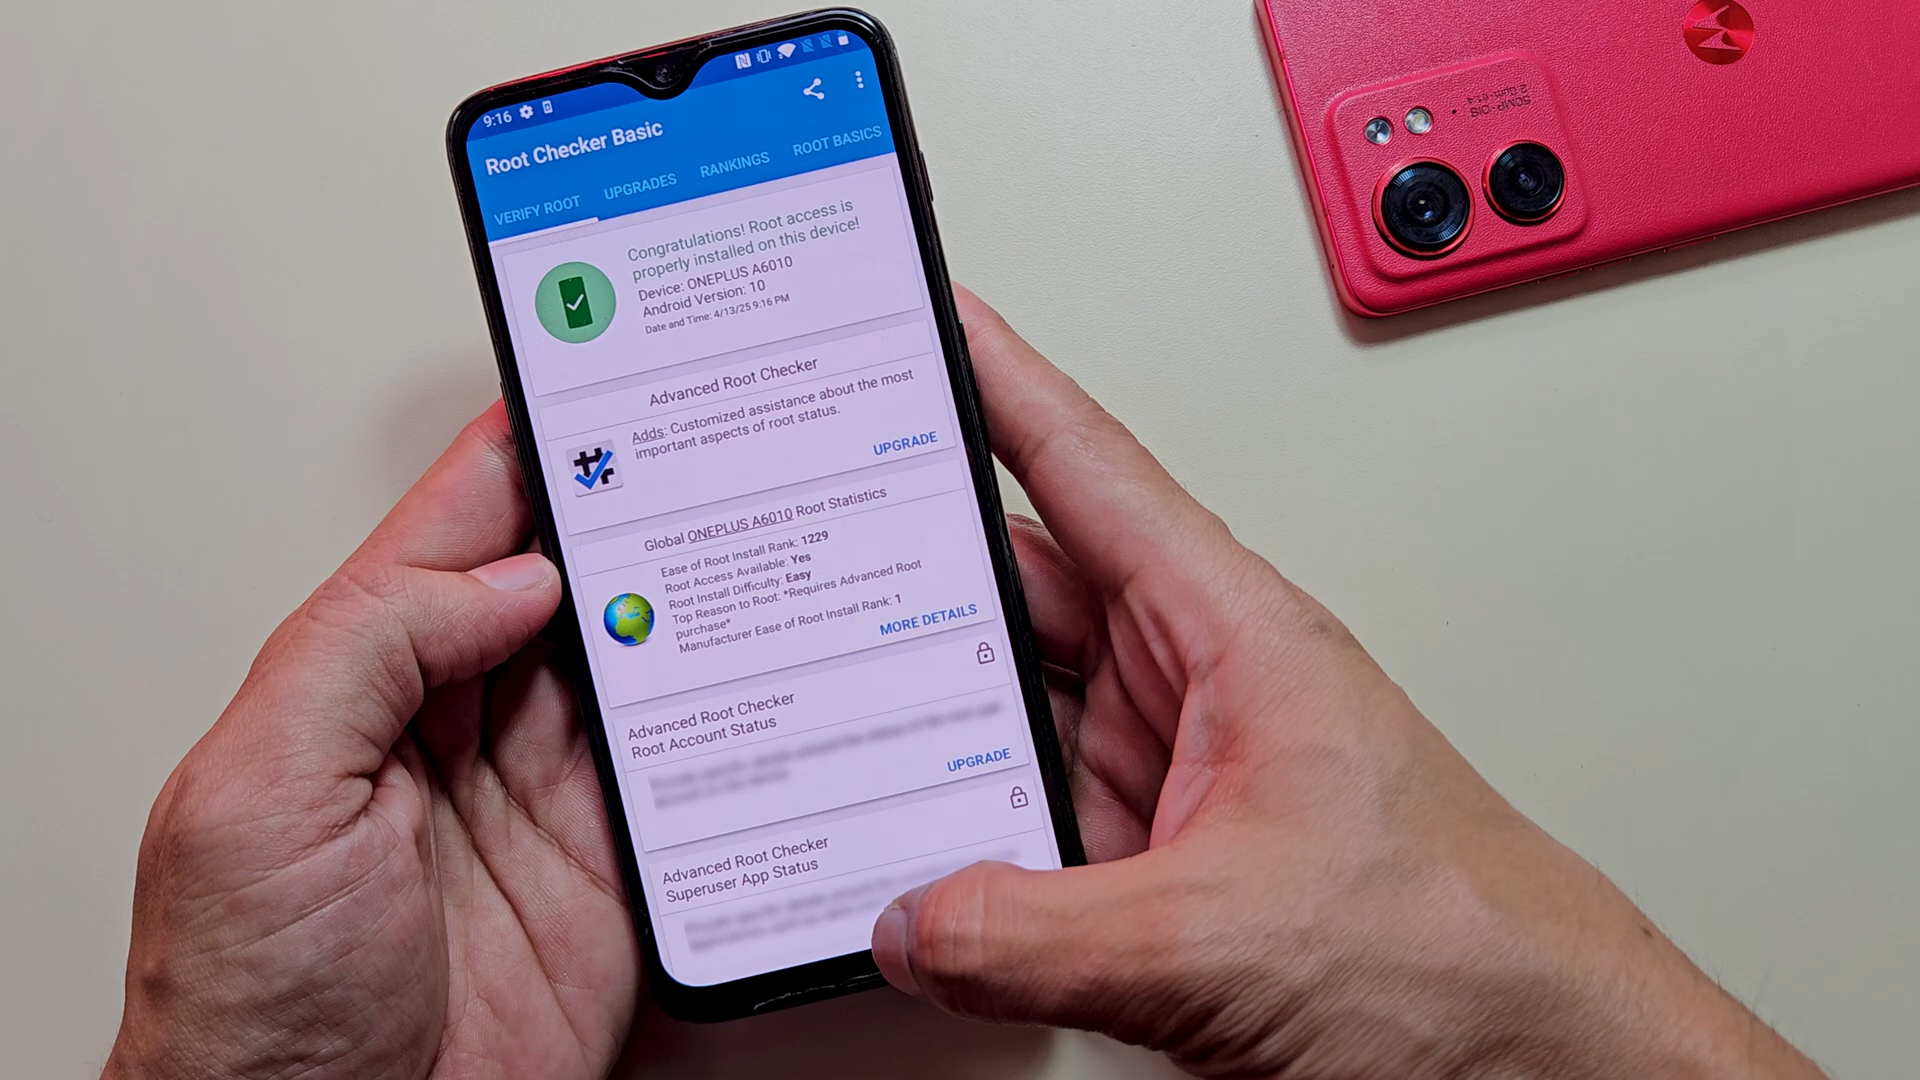 9:16
Root Checker Basic
VERIFY ROOT
UPGRADES
RANKINGS
ROOT BASICS
Congratulations! Root access is
properly installed on this device!
Device: ONEPLUS A6010
Android Version: 10
Date and Time: 4/13/25 9:16 PM
Advanced Root Checker
Adds: Customized assistance about the most
important aspects of root status.
UPGRADE
Global ONEPLUS A6010 Root Statistics
Ease of Root Install Rank: 1229
Root Access Available: Yes
Root Install Difficulty: Easy
Top Reason to Root: *Requires Advanced Root
purchase*
Manufacturer Ease of Root Install Rank: 1
MORE DETAILS
Advanced Root Checker
Root Account Status
UPGRADE
Advanced Root Checker
Superuser App Status
50MP OIS